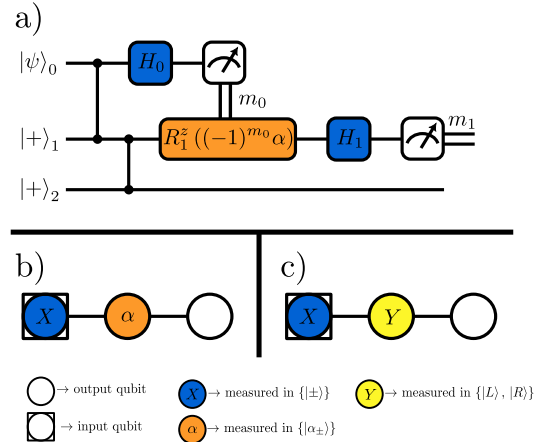 a)
|ψ⟩₀ H₀
m₀ m₁
|+⟩₁ R₁ᶻ ((−1)^{m₀} α) H₁
|+⟩₂
b) c)
X α X Y
→ output qubit X → measured in {|±⟩} Y → measured in {|L⟩ , |R⟩}
→ input qubit α → measured in {|α±⟩}